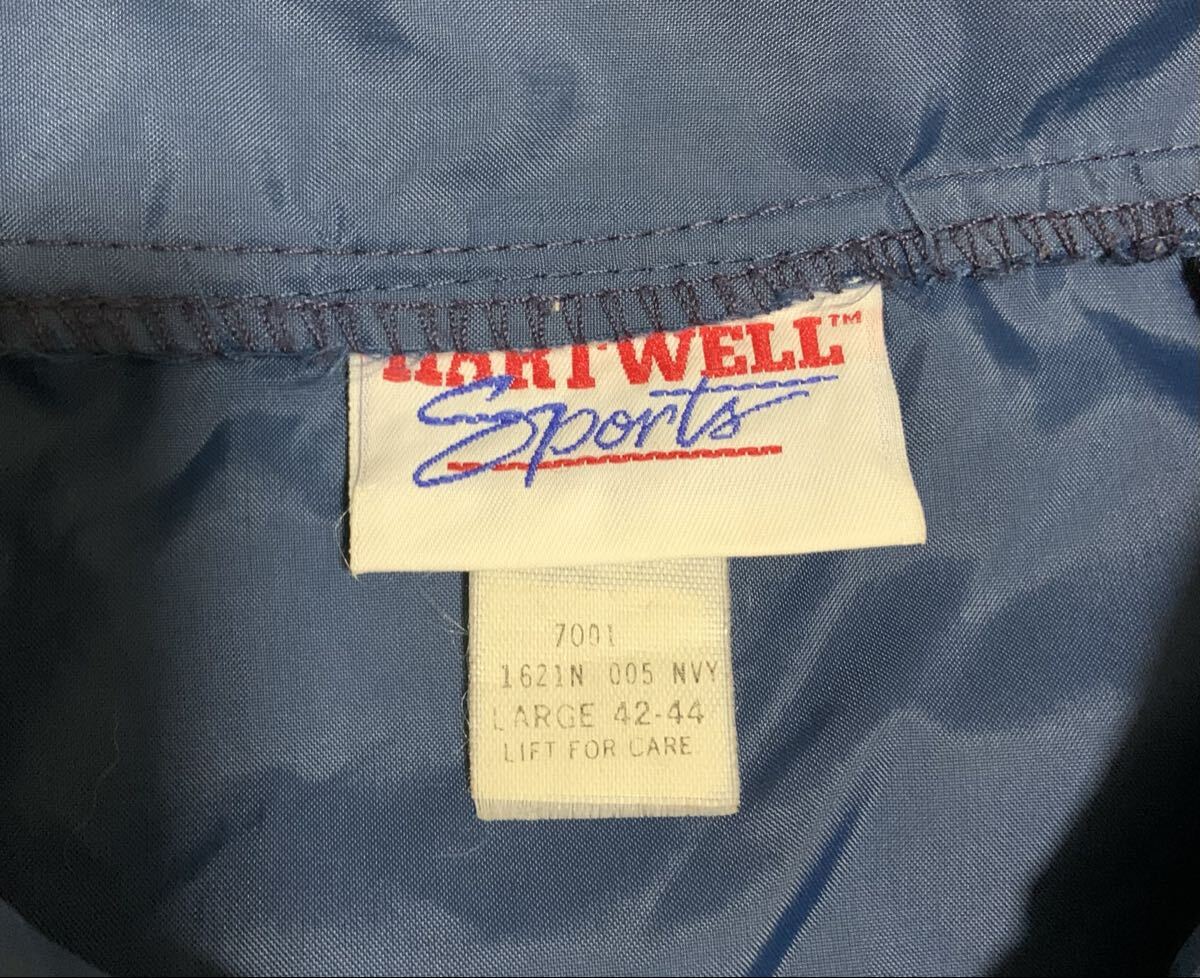 HARTWELL™
Sports
7001
1621N 005 NVY
LARGE 42-44
LIFT FOR CARE